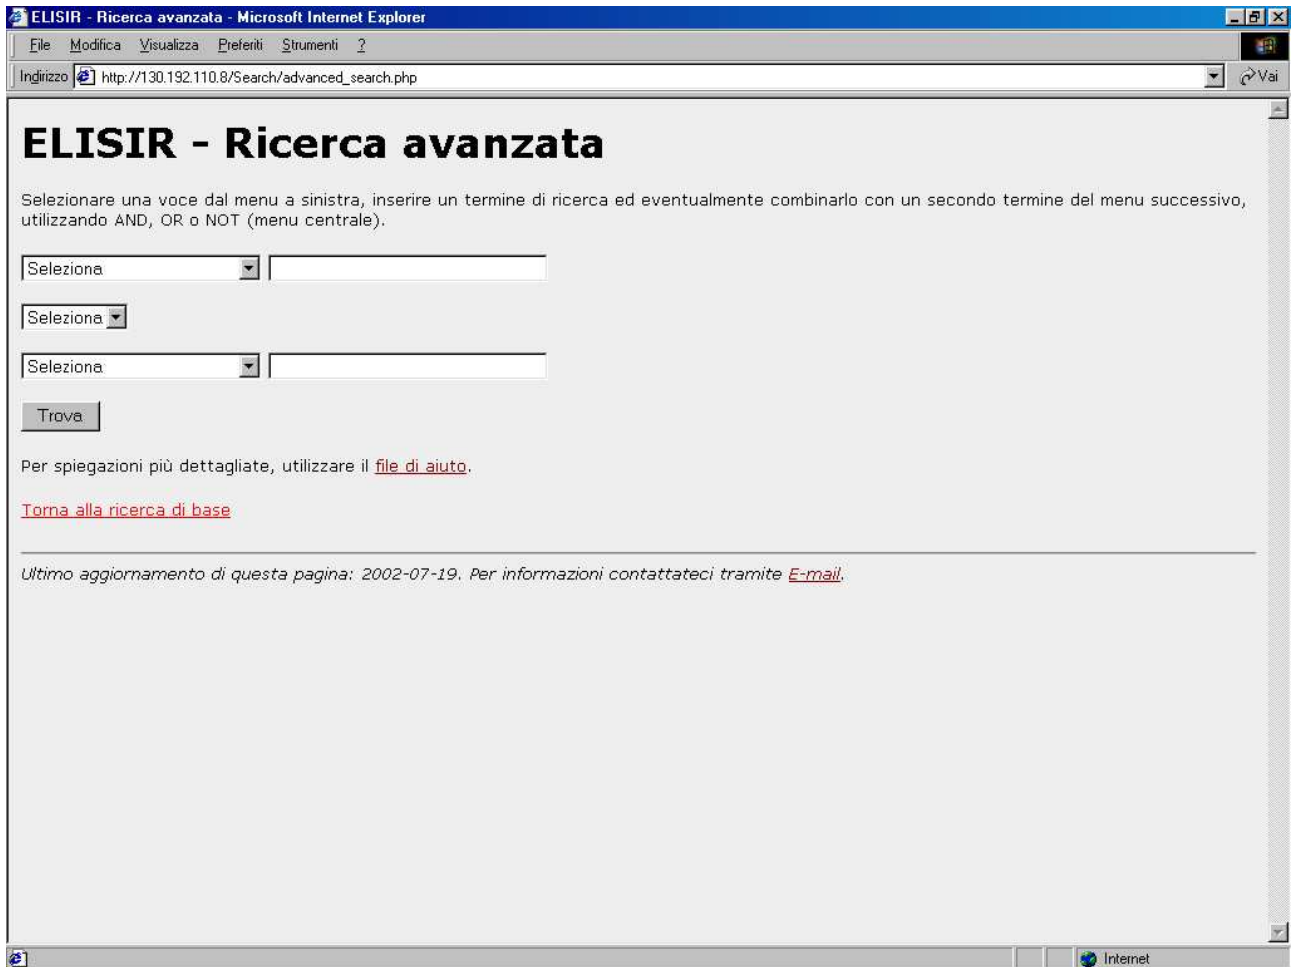 ELISIR - Ricerca avanzata - Microsoft Internet Explorer
File Modifica Visualizza Preferiti Strumenti ?
Indirizzo http://130.192.110.8/Search/advanced_search.php Vai
ELISIR - Ricerca avanzata
Selezionare una voce dal menu a sinistra, inserire un termine di ricerca ed eventualmente combinarlo con un secondo termine del menu successivo,
utilizzando AND, OR o NOT (menu centrale).
Seleziona
Seleziona
Seleziona
Trova
Per spiegazioni più dettagliate, utilizzare il file di aiuto.
Torna alla ricerca di base
Ultimo aggiornamento di questa pagina: 2002-07-19. Per informazioni contattateci tramite E-mail.
Internet